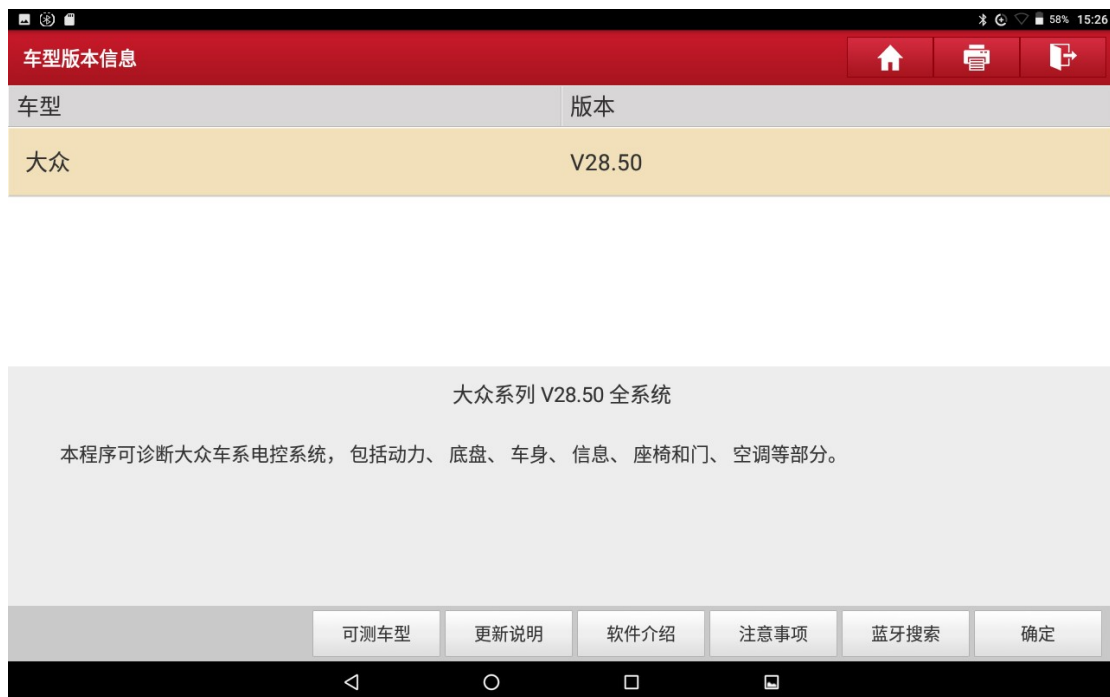 58% 15:26
车型版本信息
车型 版本
大众 V28.50
大众系列 V28.50 全系统
本程序可诊断大众车系电控系统， 包括动力、 底盘、 车身、 信息、 座椅和门、 空调等部分。
可测车型 更新说明 软件介绍 注意事项 蓝牙搜索 确定